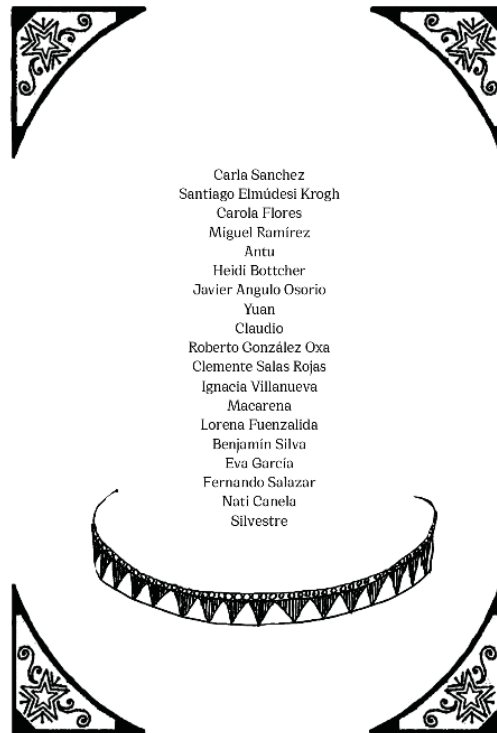 Carla Sanchez
Santiago Elmúdesi Krogh
Carola Flores
Miguel Ramírez
Antu
Heidi Bottcher
Javier Angulo Osorio
Yuan
Claudio
Roberto González Oxa
Clemente Salas Rojas
Ignacia Villanueva
Macarena
Lorena Fuenzalida
Benjamín Silva
Eva García
Fernando Salazar
Nati Canela
Silvestre